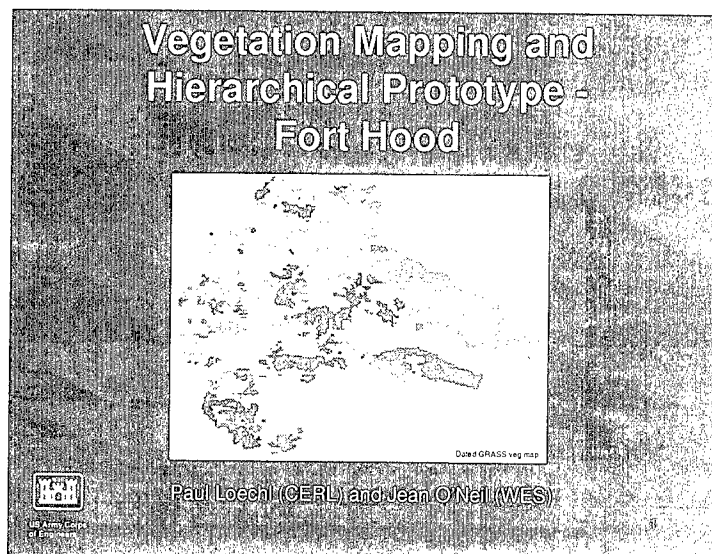 Vegetation Mapping and
Hierarchical Prototype -
Fort Hood
Dated GRASS veg map
Paul Loechl (CERL) and Jean O'Neil (WES)
US Army Corps
of Engineers